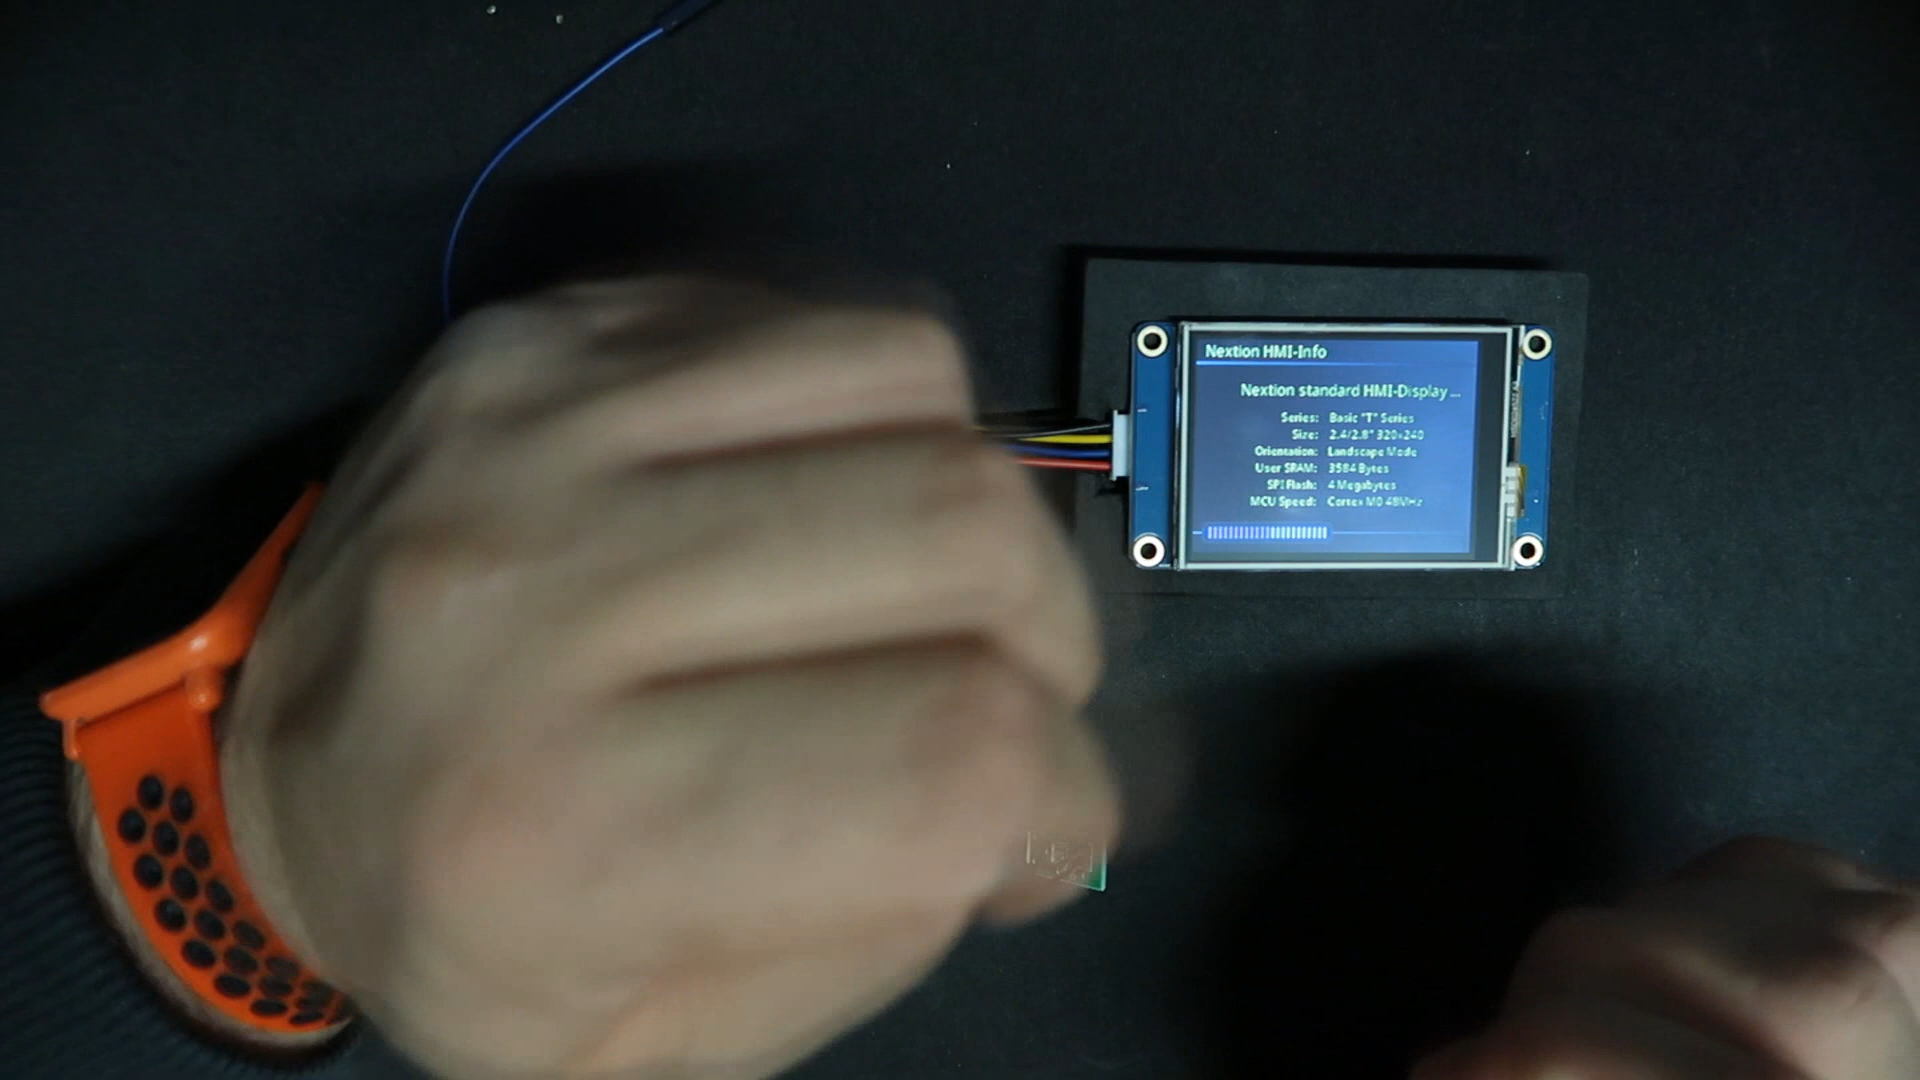 Nextion HMI-Info
Nextion standard HMI-Display ...
Series: Basic "T" Series
Size: 2.4/2.8" 320x240
Orientation: Landscape Mode
User SRAM: 3584 Bytes
SPI Flash: 4 Megabytes
MCU Speed: Cortex M0 48MHz